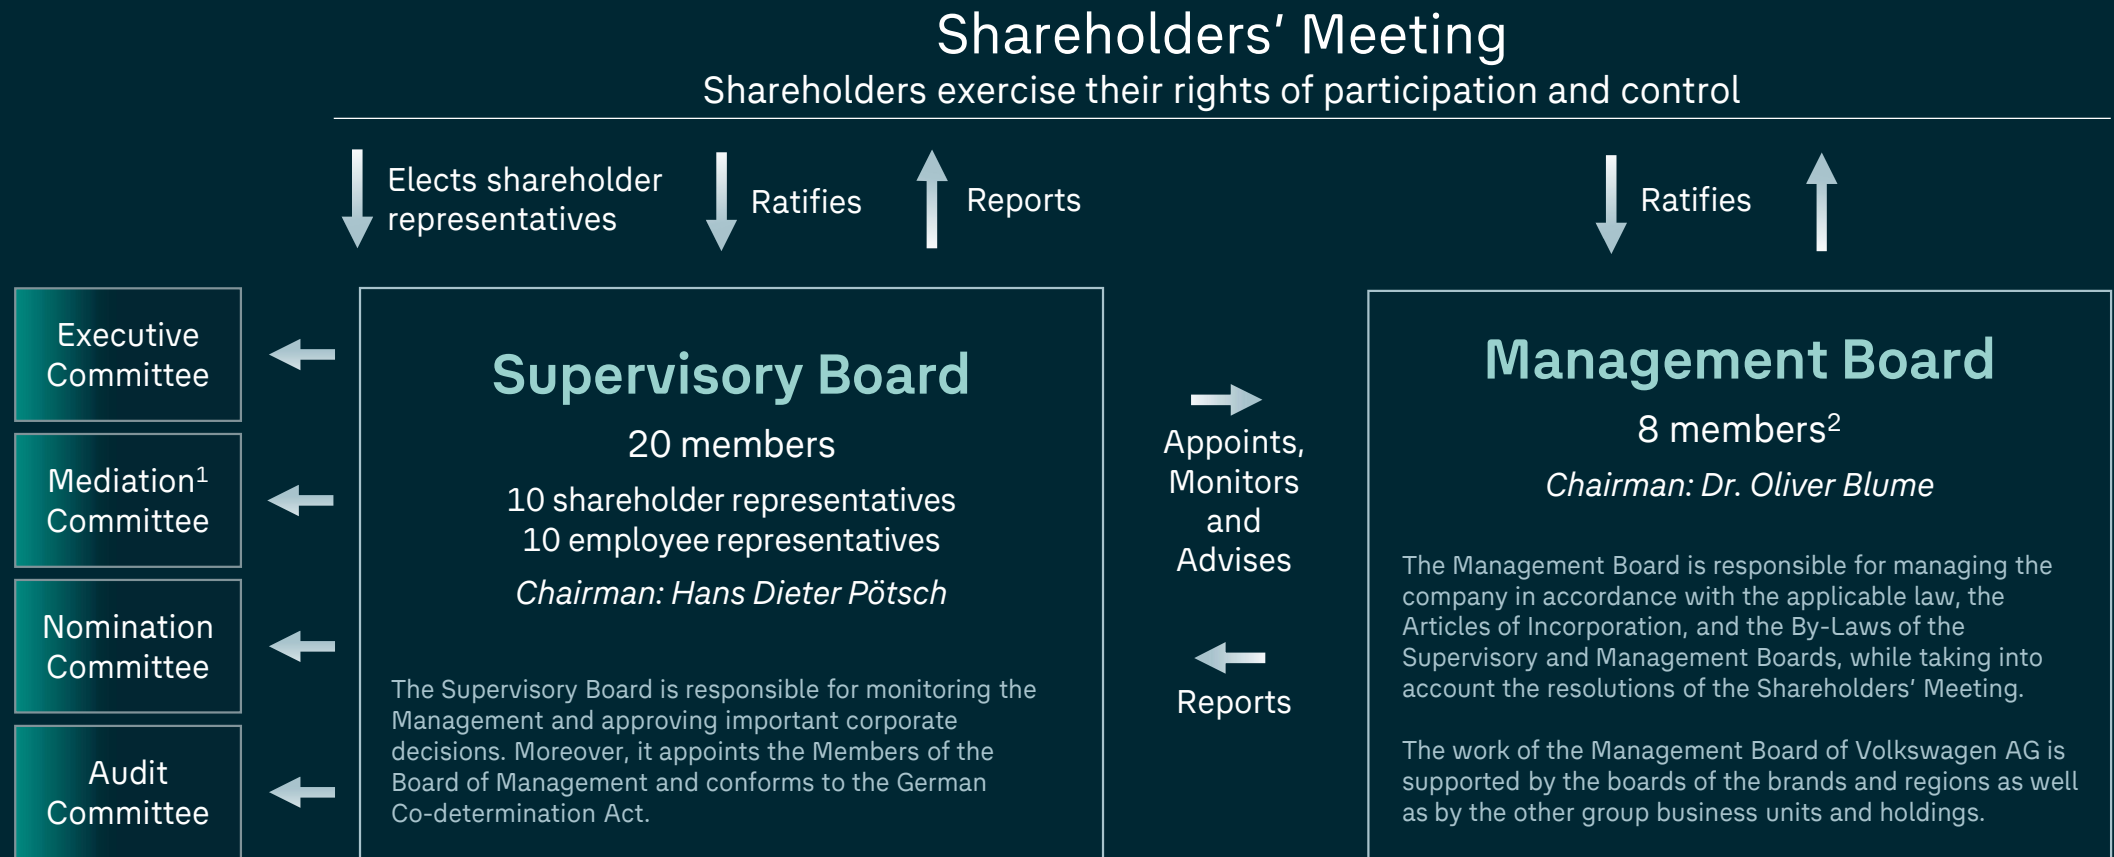 Shareholders’ Meeting
Shareholders exercise their rights of participation and control
Elects shareholder
representatives
Ratifies
Reports
Ratifies
Executive
Committee
Mediation¹
Committee
Nomination
Committee
Audit
Committee
Supervisory Board
20 members
10 shareholder representatives
10 employee representatives
Chairman: Hans Dieter Pötsch
The Supervisory Board is responsible for monitoring the
Management and approving important corporate
decisions. Moreover, it appoints the Members of the
Board of Management and conforms to the German
Co-determination Act.
Appoints,
Monitors
and
Advises
Reports
Management Board
8 members²
Chairman: Dr. Oliver Blume
The Management Board is responsible for managing the
company in accordance with the applicable law, the
Articles of Incorporation, and the By-Laws of the
Supervisory and Management Boards, while taking into
account the resolutions of the Shareholders’ Meeting.
The work of the Management Board of Volkswagen AG is
supported by the boards of the brands and regions as well
as by the other group business units and holdings.